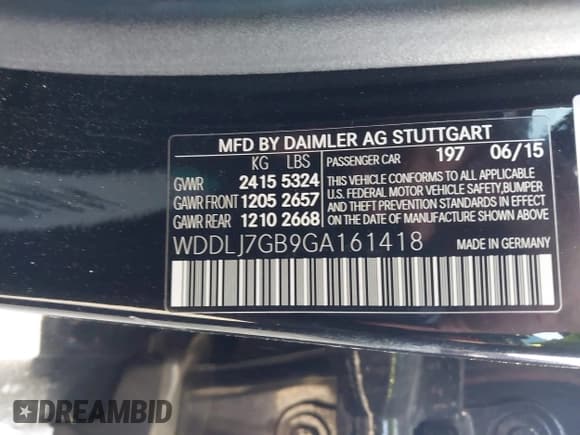 MFD BY DAIMLER AG STUTTGART
KG LBS PASSENGER CAR 197 06/15
GVWR 2415 5324
GAWR FRONT 1205 2657
GAWR REAR 1210 2668
THIS VEHICLE CONFORMS TO ALL APPLICABLE
U.S. FEDERAL MOTOR VEHICLE SAFETY,BUMPER
AND THEFT PREVENTION STANDARDS IN EFFECT
ON THE DATE OF MANUFACTURE SHOWN ABOVE.
WDDLJ7GB9GA161418 MADE IN GERMANY
DREAMBID